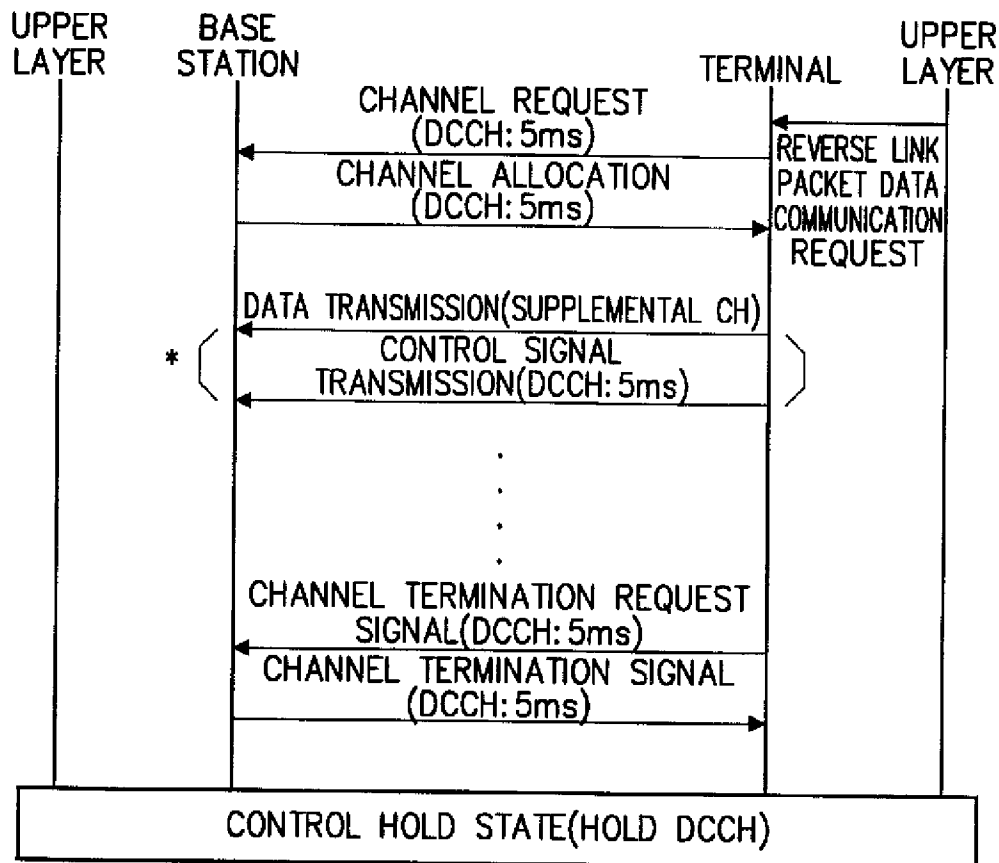 UPPER
LAYER
BASE
STATION
TERMINAL
UPPER
LAYER
CHANNEL REQUEST
(DCCH: 5ms)
REVERSE LINK
PACKET DATA
COMMUNICATION
REQUEST
CHANNEL ALLOCATION
(DCCH: 5ms)
DATA TRANSMISSION(SUPPLEMENTAL CH)
*
CONTROL SIGNAL
TRANSMISSION(DCCH: 5ms)
CHANNEL TERMINATION REQUEST
SIGNAL(DCCH: 5ms)
CHANNEL TERMINATION SIGNAL
(DCCH: 5ms)
CONTROL HOLD STATE(HOLD DCCH)